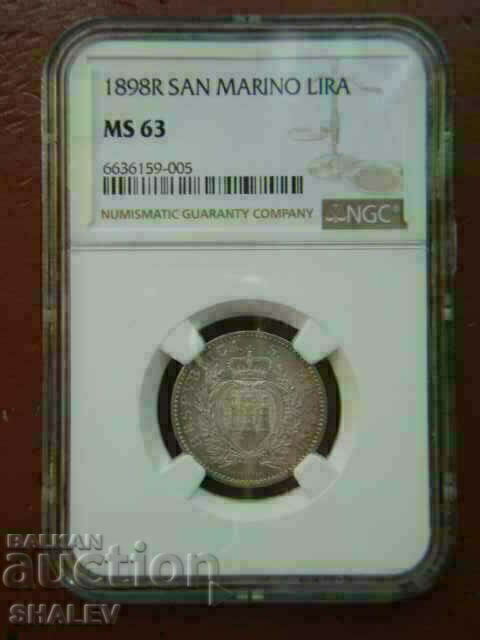 1898R SAN MARINO LIRA
MS 63
6636159-005
NUMISMATIC GUARANTY COMPANY
NGC
BALKAN
auction
SHALEV